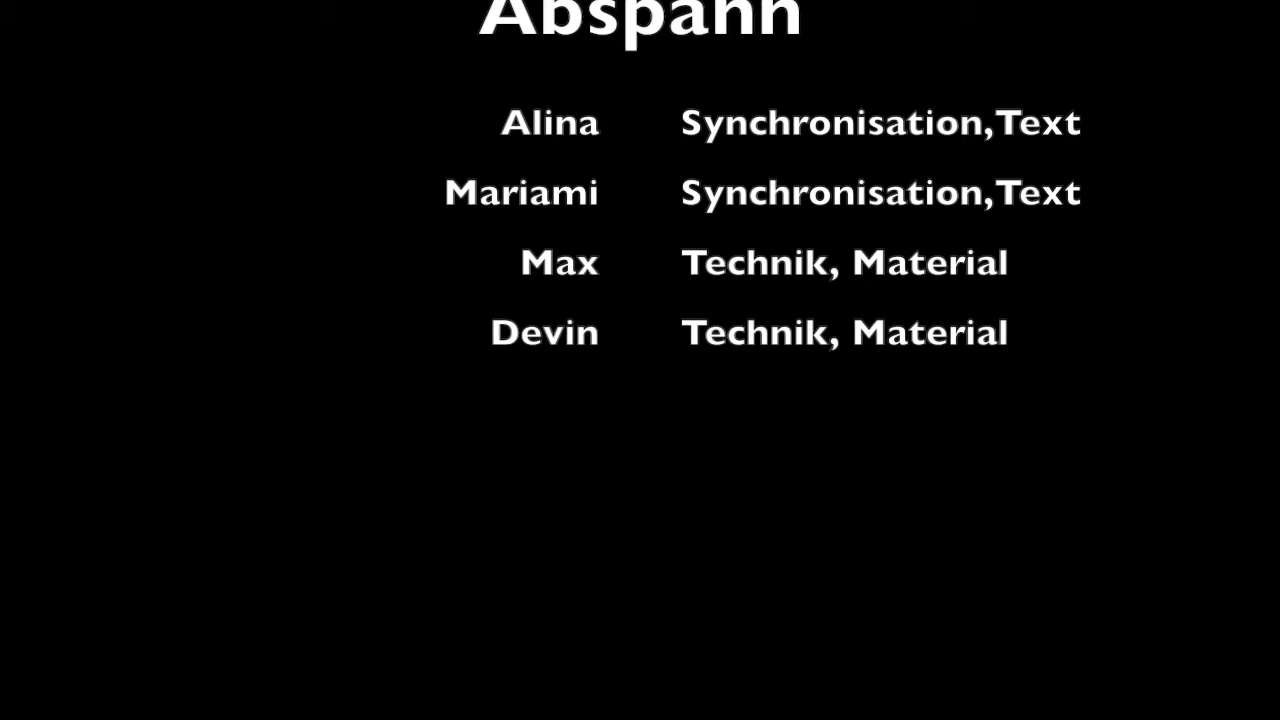 Abspann
Alina Synchronisation,Text
Mariami Synchronisation,Text
Max Technik, Material
Devin Technik, Material